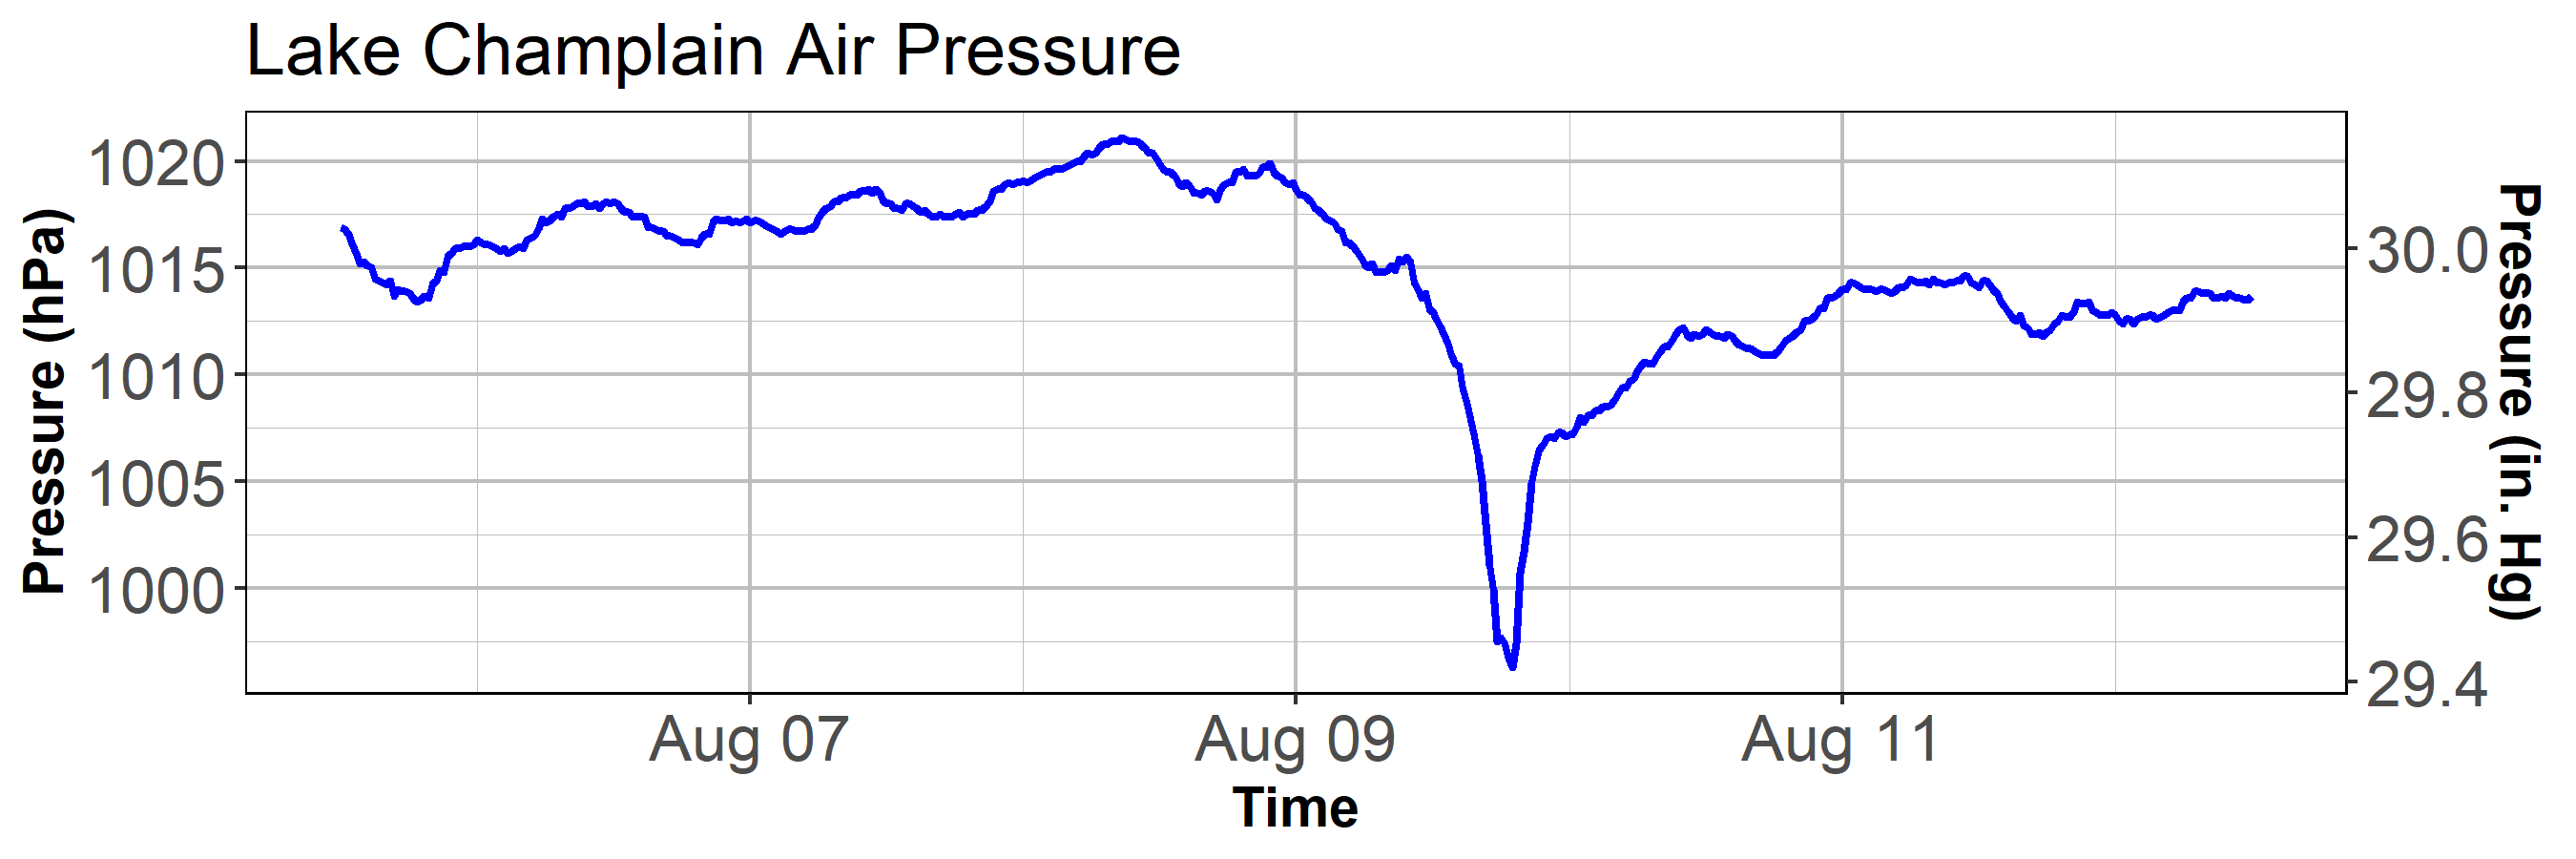 Lake Champlain Air Pressure
Pressure (hPa)
1020
1015
1010
1005
1000
30.0
29.8
29.6
29.4
Pressure (in. Hg)
Aug 07
Aug 09
Aug 11
Time